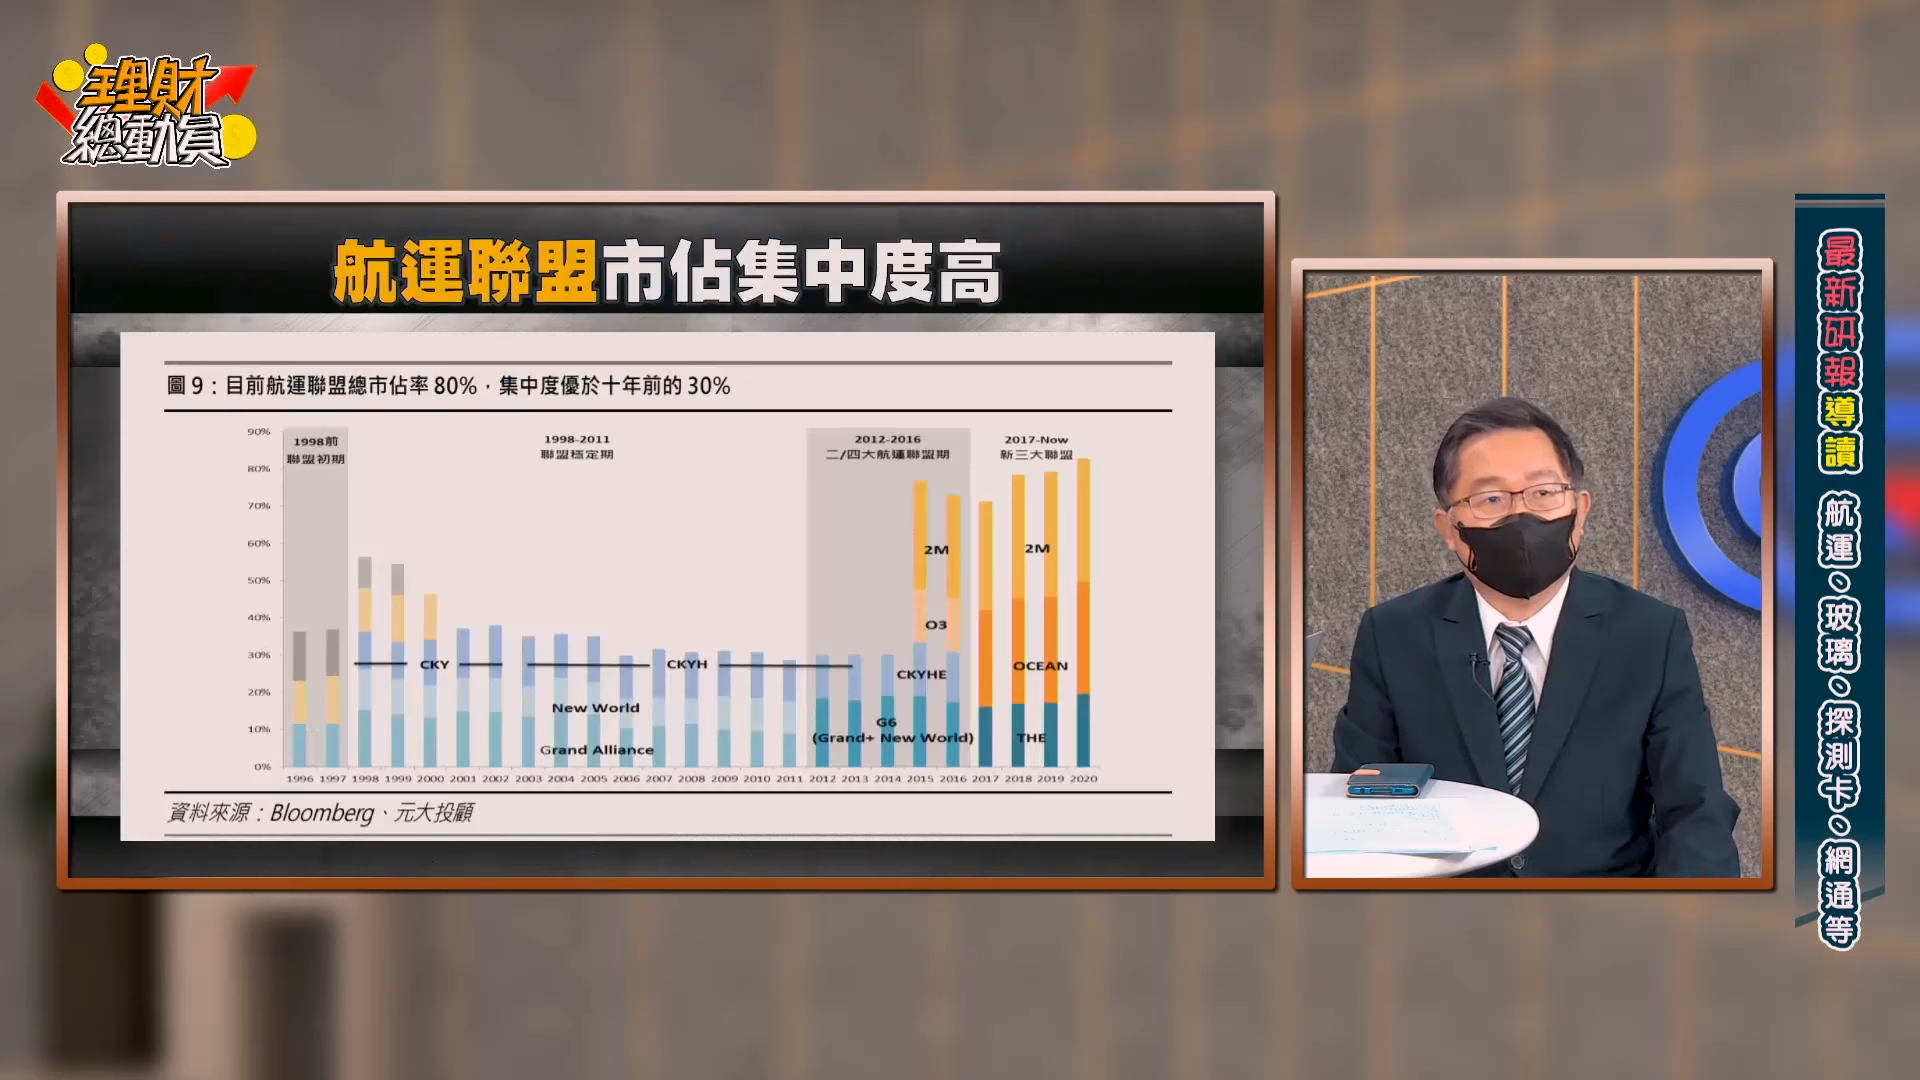 理財
總動員
航運聯盟市佔集中度高
圖 9：目前航運聯盟總市佔率 80%，集中度優於十年前的 30%
90%
80%
70%
60%
50%
40%
30%
20%
10%
0%
1998前
聯盟初期
1998-2011
聯盟穩定期
2012-2016
二/四大航運聯盟期
2017-Now
新三大聯盟
CKY
CKYH
New World
Grand Alliance
2M
O3
CKYHE
G6
(Grand+ New World)
2M
OCEAN
THE
1996 1997 1998 1999 2000 2001 2002 2003 2004 2005 2006 2007 2008 2009 2010 2011 2012 2013 2014 2015 2016 2017 2018 2019 2020
資料來源：Bloomberg、元大投顧
最新研報導讀 航運。玻璃。探測卡。網通等